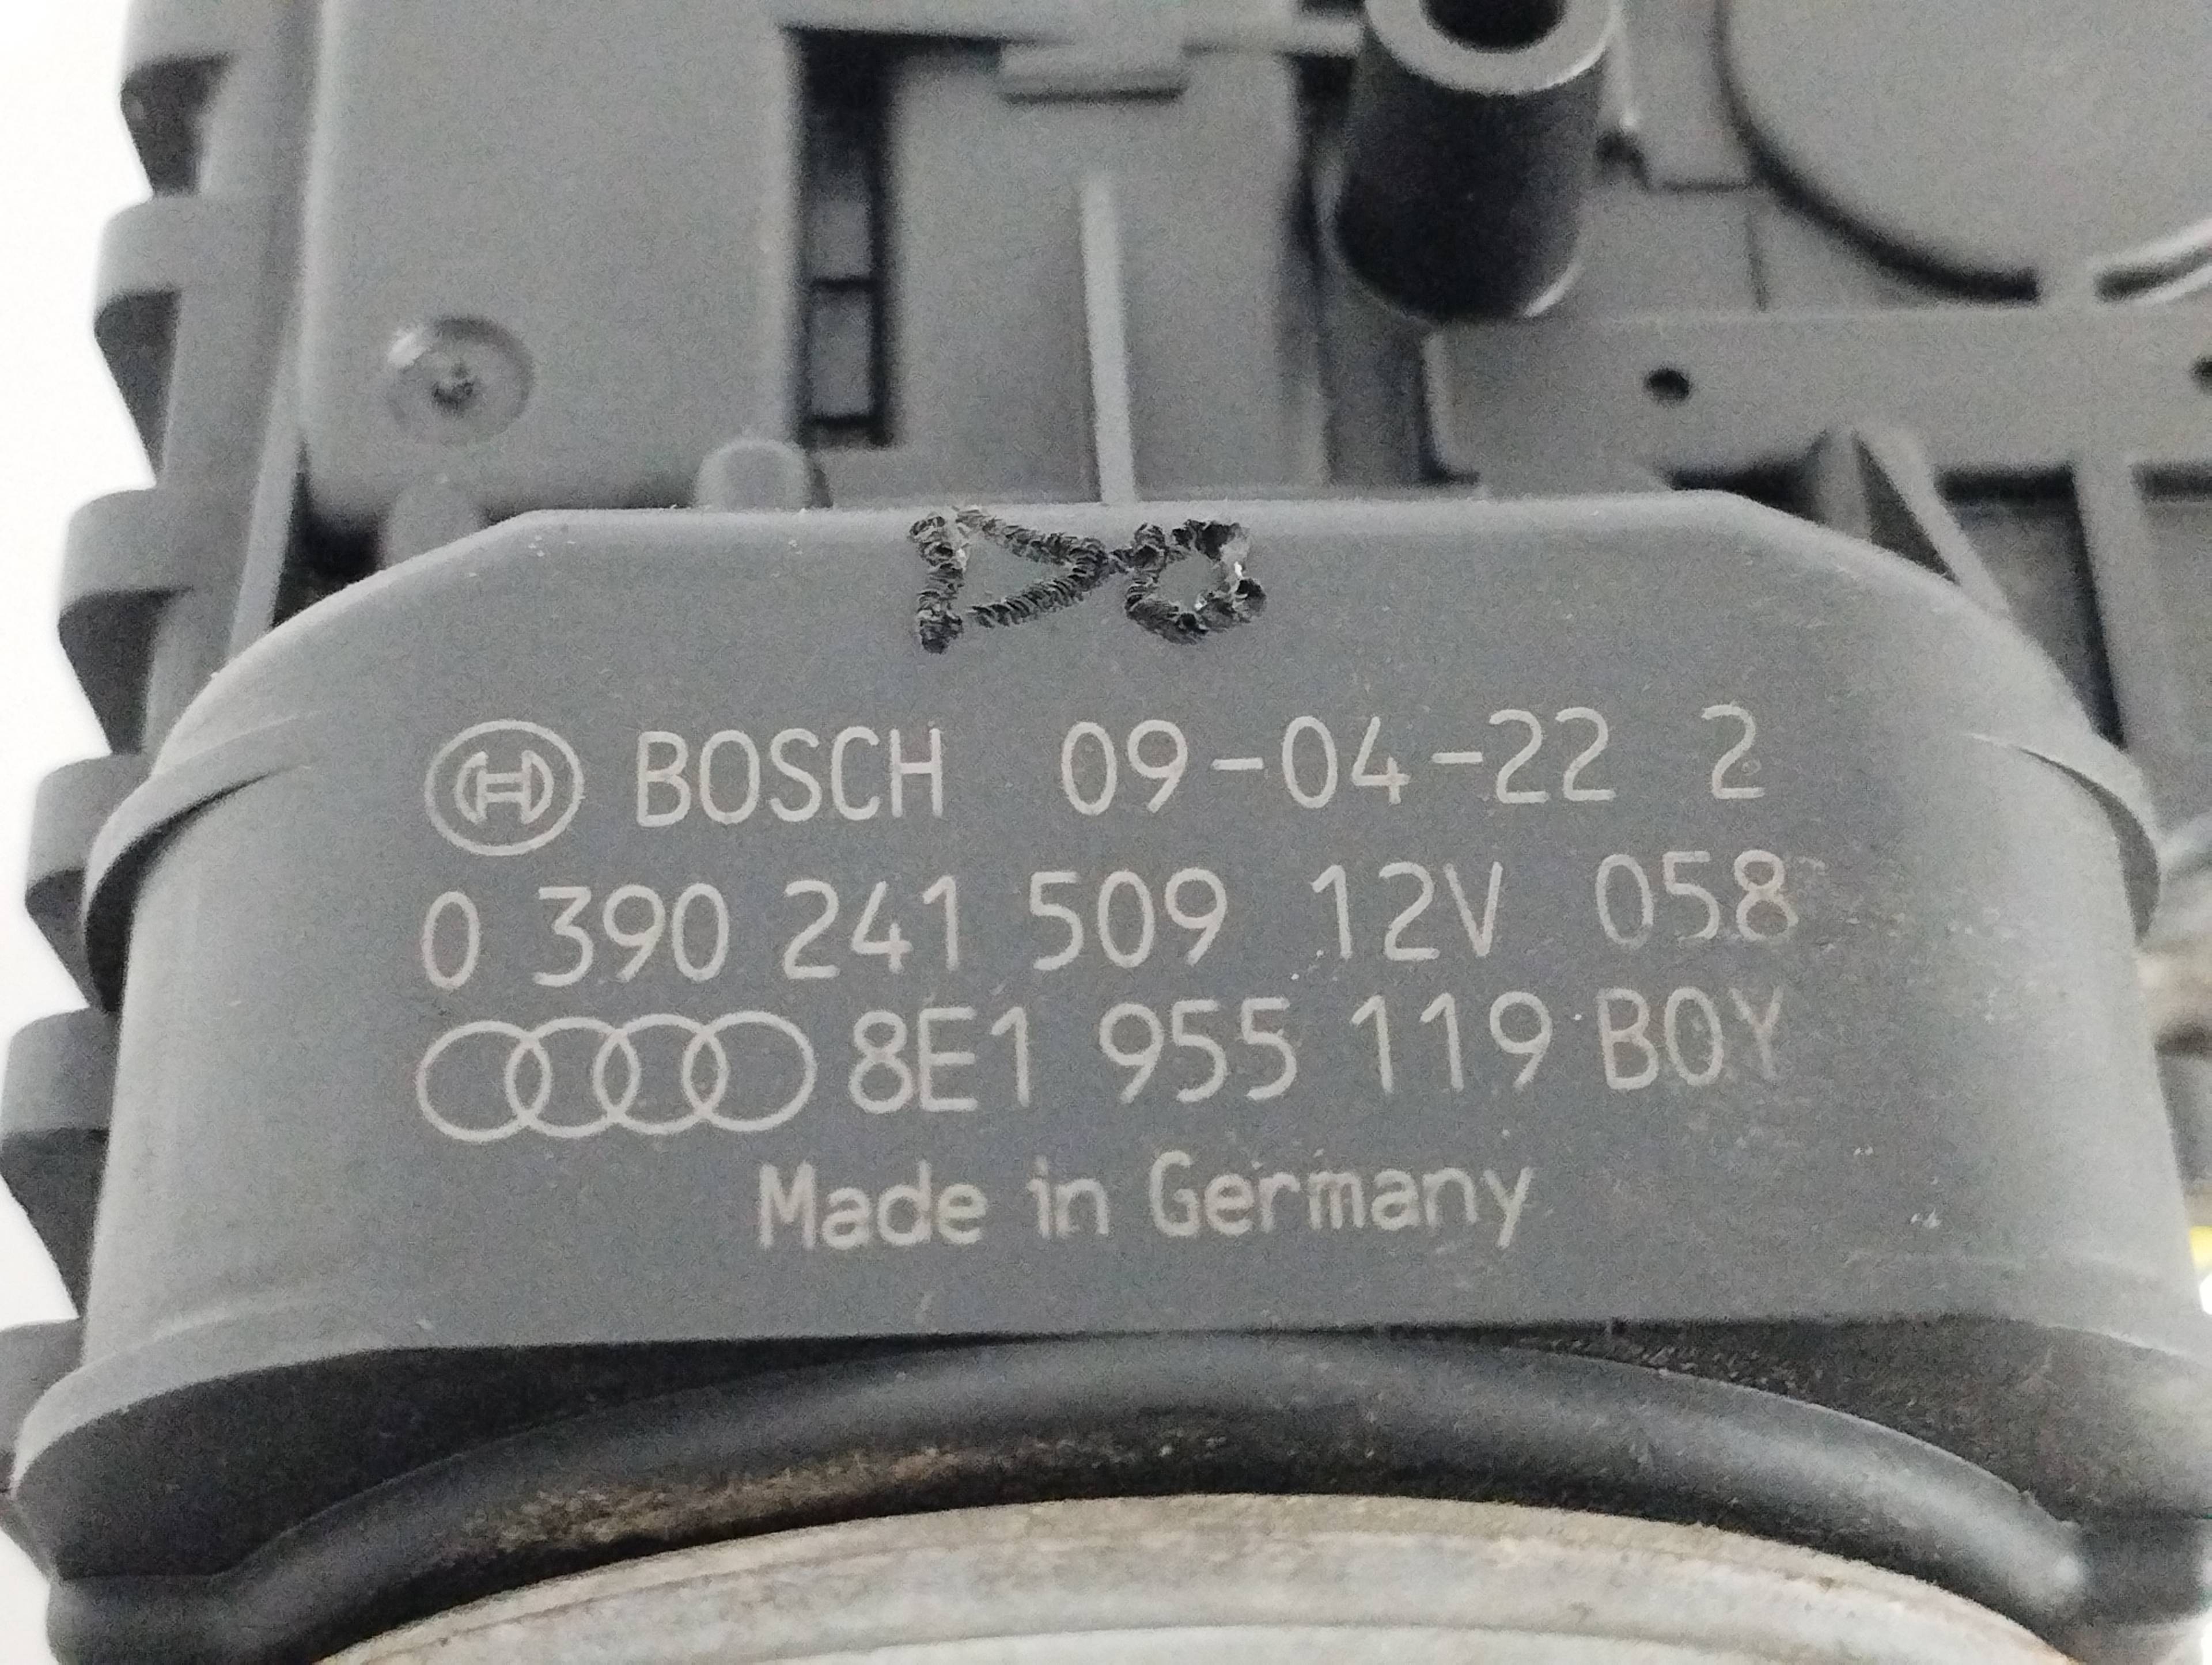 BOSCH 09-04-22 2
0 390 241 509 12V 058
8E1 955 119 B0Y
Made in Germany